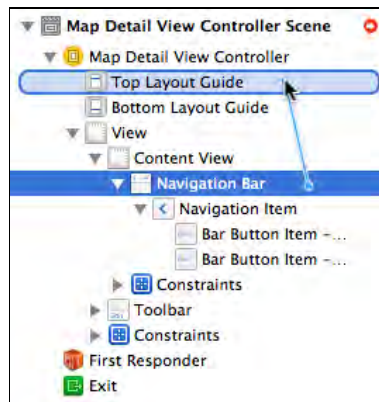 Map Detail View Controller Scene
Map Detail View Controller
Top Layout Guide
Bottom Layout Guide
View
Content View
Navigation Bar
Navigation Item
Bar Button Item –...
Bar Button Item –...
Constraints
Toolbar
Constraints
First Responder
Exit